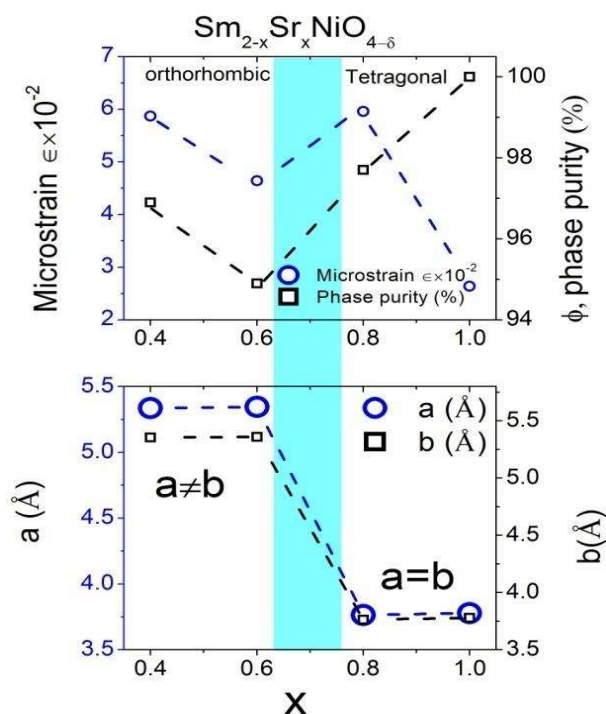 Sm2-xSrxNiO4-δ
orthorhombic Tetragonal
7
6
5
4
3
2
Microstrain ϵ×10-2
100
98
96
94
ϕ, phase purity (%)
Microstrain ϵ×10-2
Phase purity (%)
0.4 0.6 0.8 1.0
5.5
5.0
4.5
4.0
3.5
a (Å)
5.5
5.0
4.5
4.0
3.5
b(Å)
a (Å)
b (Å)
a≠b
a=b
0.4 0.6 0.8 1.0
x